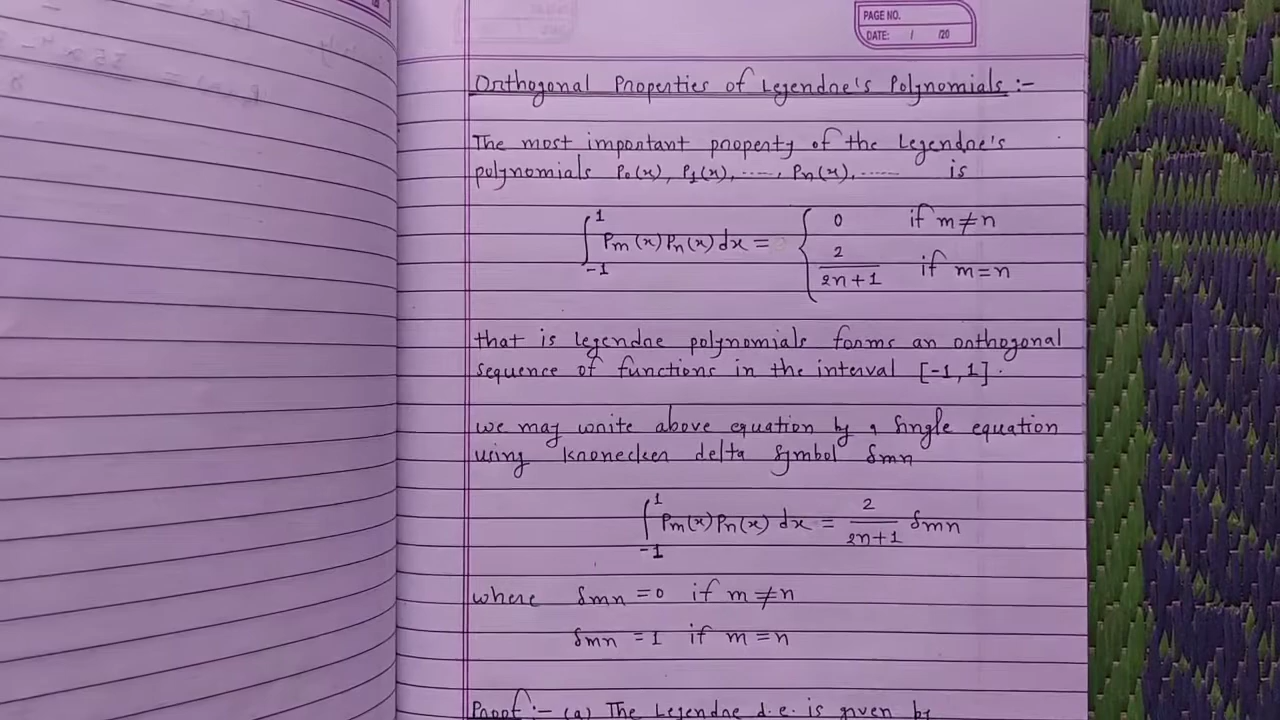 PAGE NO.
DATE: / /20
Orthogonal Properties of Legendre's Polynomials :-
The most important property of the Legendre's
polynomials P₀(x), P₁(x), ....., Pn(x), ...... is
∫₋₁¹ Pm(x) Pn(x) dx = { 0 if m ≠ n
2/(2n+1) if m = n
that is legendre polynomials forms an orthogonal
sequence of functions in the interval [-1, 1].
we may write above equation by a single equation
using kronecker delta symbol δmn
∫₋₁¹ Pm(x) Pn(x) dx = 2/(2n+1) δmn
where δmn = 0 if m ≠ n
δmn = 1 if m = n
Proof :- (a) The Legendre d.e. is given by